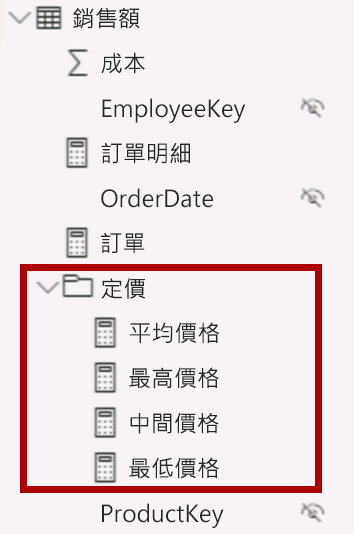 銷售額
成本
EmployeeKey
訂單明細
OrderDate
訂單
定價
平均價格
最高價格
中間價格
最低價格
ProductKey